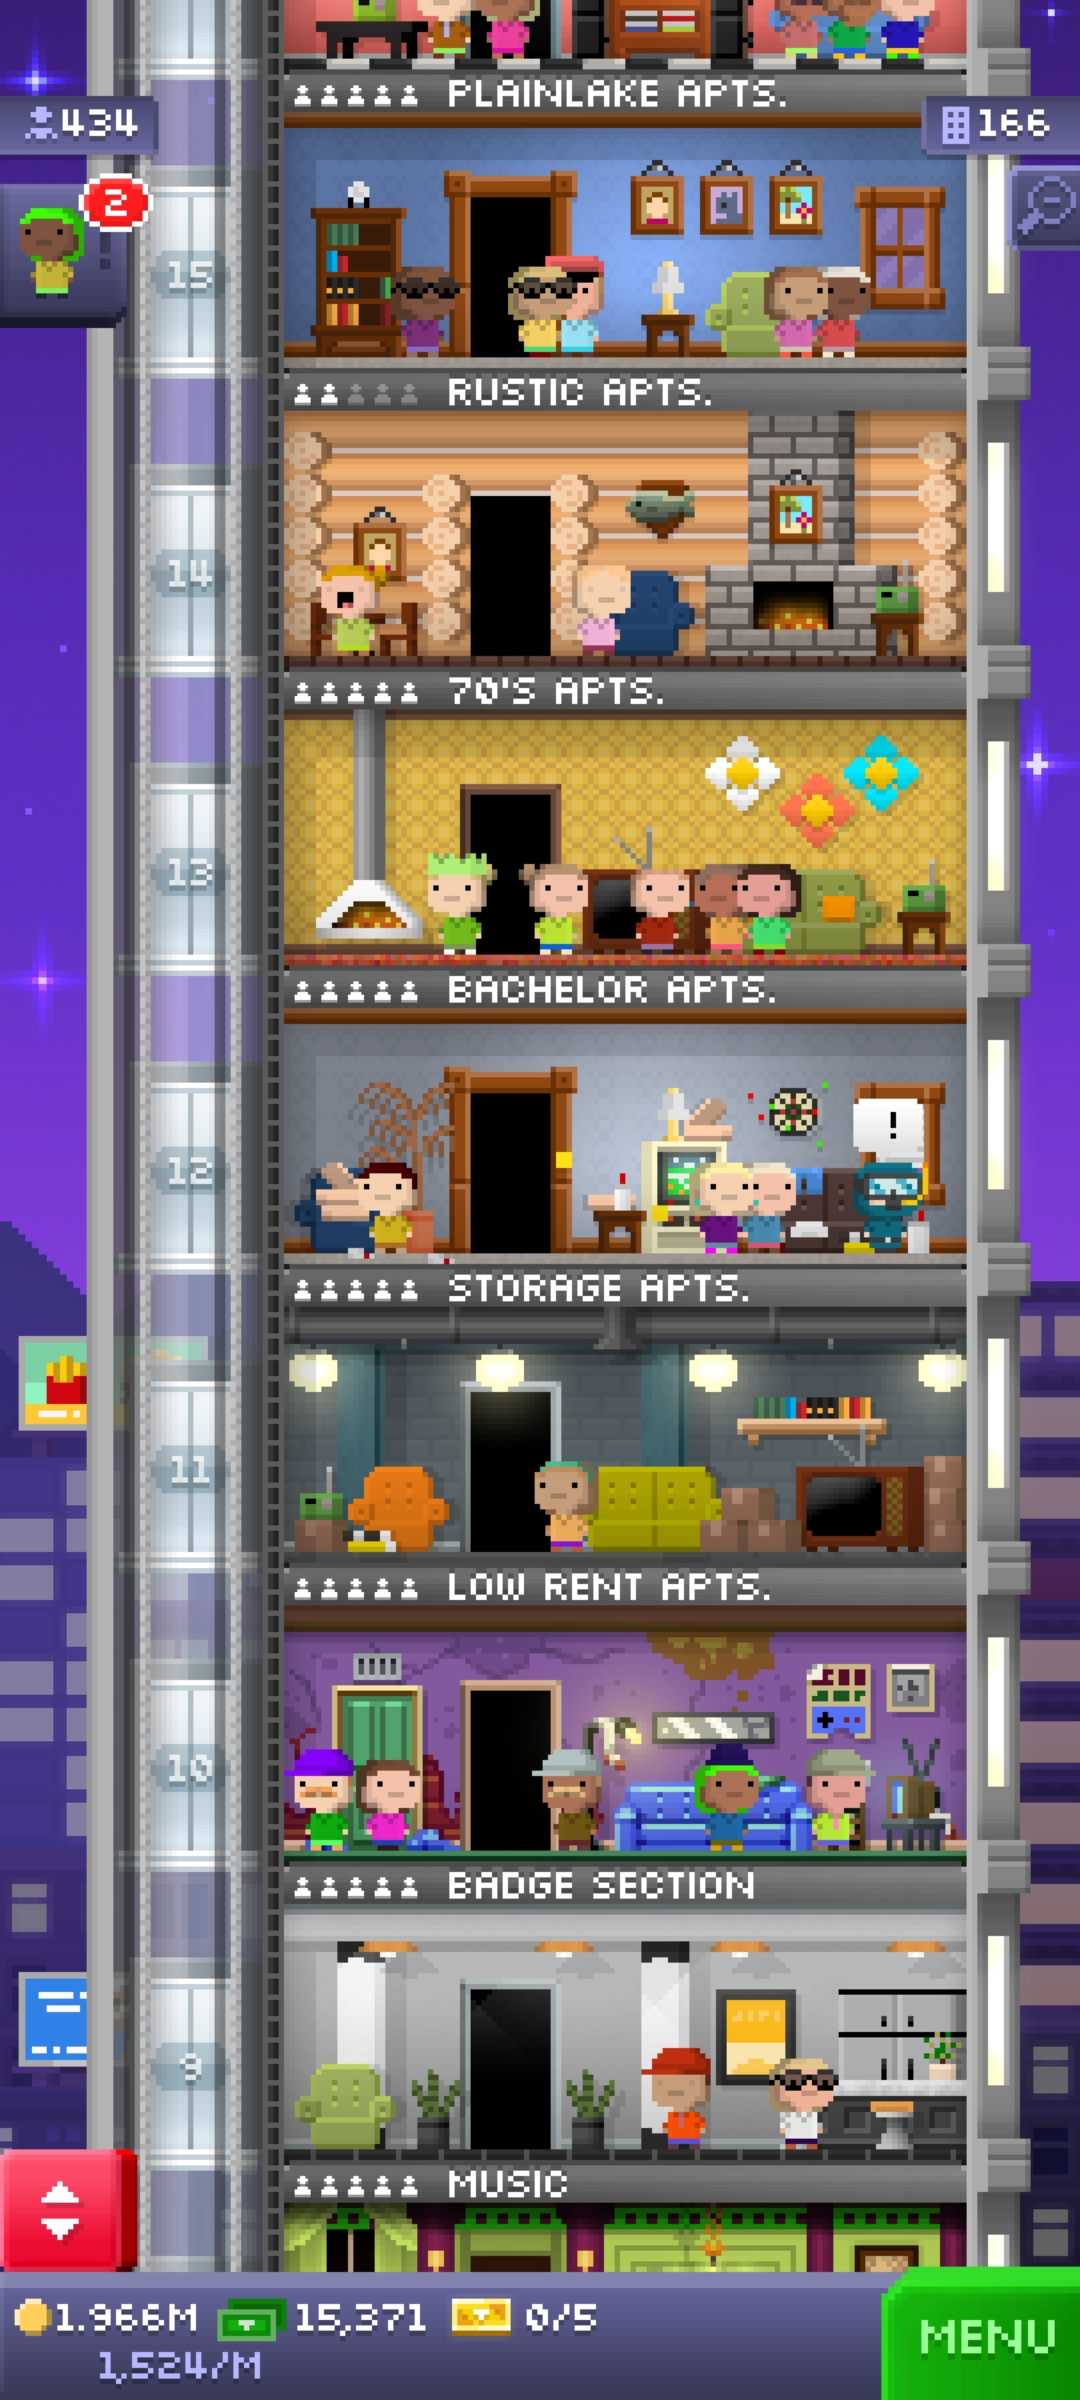 PLAINLAKE APTS.
434
166
2
15
RUSTIC APTS.
14
70'S APTS.
13
BACHELOR APTS.
!
12
STORAGE APTS.
11
LOW RENT APTS.
10
BADGE SECTION
9
MUSIC
1.966M 15,371 0/5
1,524/M
MENU